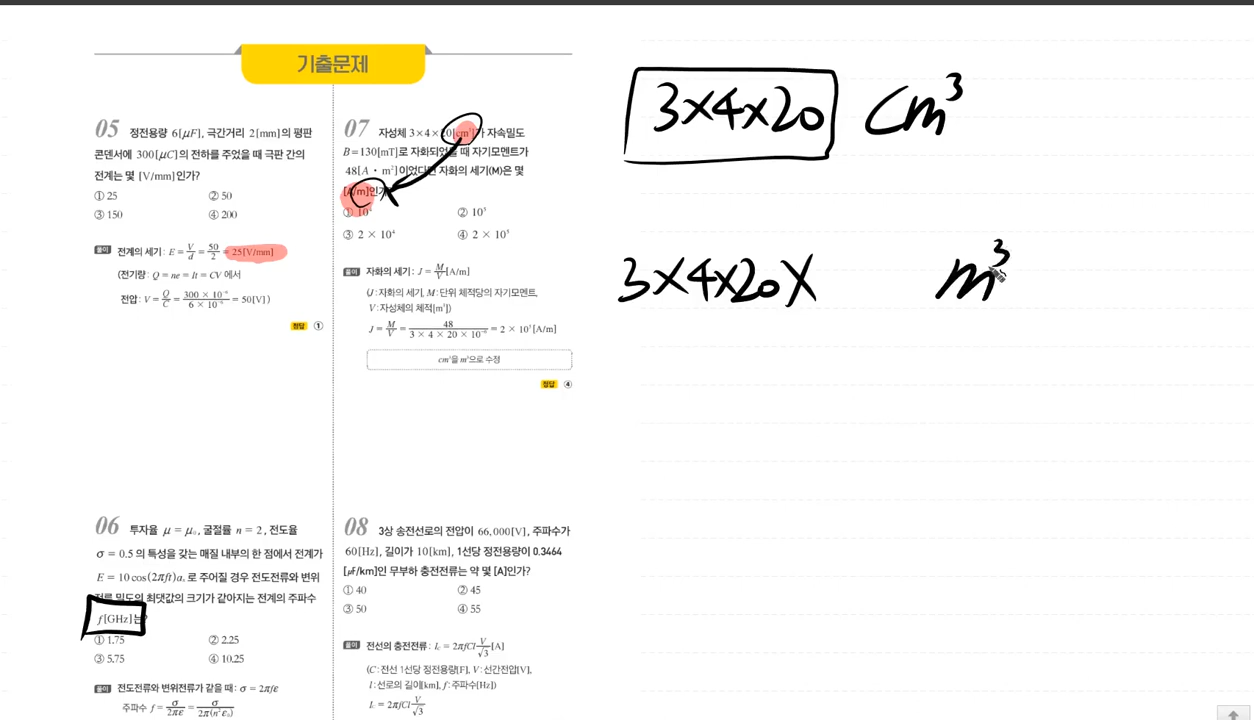 기출문제
05 정전용량 6[μF], 극간거리 2[mm]의 평판
콘덴서에 300[μC]의 전하를 주었을 때 극판 간의
전계는 몇 [V/mm]인가?
① 25 ② 50
③ 150 ④ 200
풀이 전계의 세기: E = V/d = 50/2 = 25[V/mm]
(전기량: Q = ne = It = CV 에서
전압: V = Q/C = 300 × 10⁻⁶/6 × 10⁻⁶ = 50[V])
정답 ①
06 투자율 μ = μ₀, 굴절률 n = 2, 전도율
σ = 0.5 의 특성을 갖는 매질 내부의 한 점에서 전계가
E = 10 cos(2πft)aₓ 로 주어질 경우 전도전류와 변위
전류 밀도의 최댓값의 크기가 같아지는 전계의 주파수
f[GHz]는?
① 1.75 ② 2.25
③ 5.75 ④ 10.25
풀이 전도전류와 변위전류가 같을 때: σ = 2πfε
주파수 f = σ/2πε = σ/2π(n²ε₀)
07 자성체 3×4×20[cm³]가 자속밀도
B = 130[mT]로 자화되었을 때 자기모멘트가
48[A · m²]이었다면 자화의 세기(M)은 몇
[A/m]인가?
① 10⁴ ② 10⁵
③ 2 × 10⁴ ④ 2 × 10⁵
풀이 자화의 세기: J = M/V[A/m]
(J : 자화의 세기, M : 단위 체적당의 자기모멘트,
V : 자성체의 체적[m³])
J = M/V = 48/3 × 4 × 20 × 10⁻⁶ = 2 × 10⁵[A/m]
cm³을 m³으로 수정
정답 ④
08 3상 송전선로의 전압이 66,000[V], 주파수가
60[Hz], 길이가 10[km], 1선당 정전용량이 0.3464
[μF/km]인 무부하 충전전류는 약 몇 [A]인가?
① 40 ② 45
③ 50 ④ 55
풀이 전선의 충전전류: I꜀ = 2πfCl V/√3 [A]
(C : 전선 1선당 정전용량[F], V : 선간전압[V],
l : 선로의 길이[km], f : 주파수[Hz])
I꜀ = 2πfCl V/√3
3×4×20 cm³
3×4×20× m³